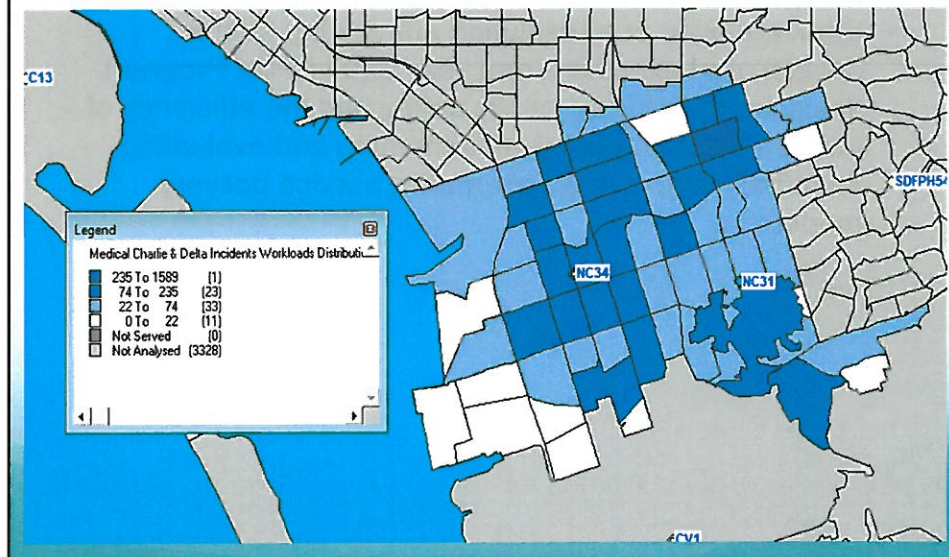 C13
SDFPH54
Legend
Medical Charlie & Delta Incidents Workloads Distributi...
235 To 1589 (1)
74 To 235 (23)
22 To 74 (33)
0 To 22 (11)
Not Served (0)
Not Analysed (3328)
NC34
NC31
CV1